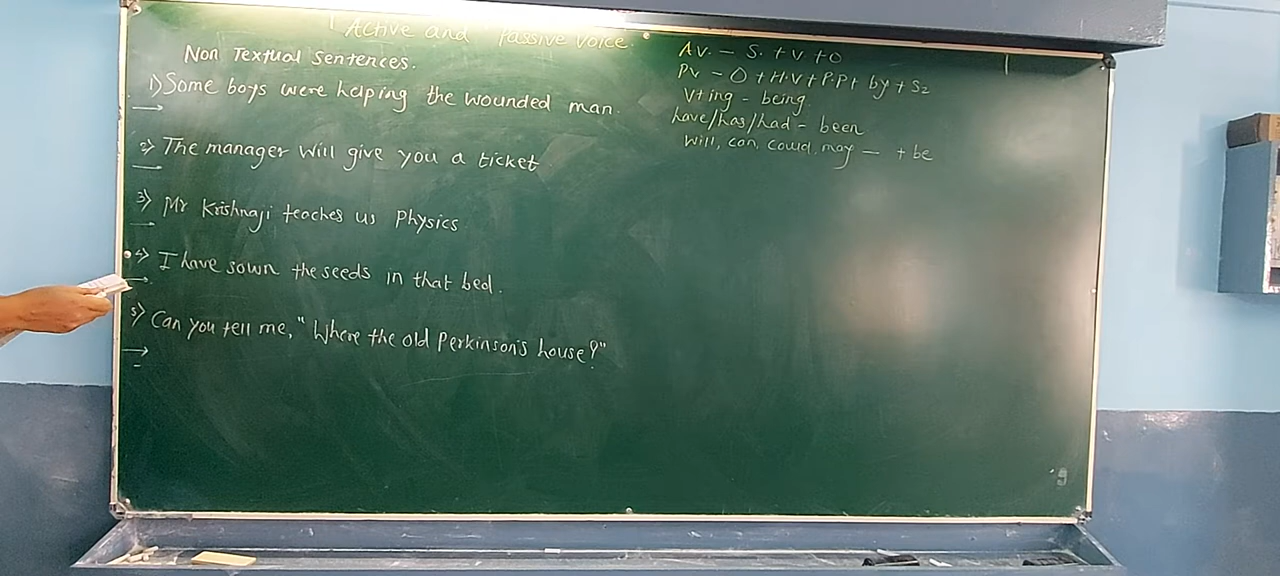 Active and Passive Voice.
Non Textual Sentences.
1) Some boys were helping the wounded man.
→
2) The manager will give you a ticket
→
3) Mr Krishnaji teaches us Physics
→
4) I have sown the seeds in that bed.
→
5) Can you tell me, "Where the old Perkinson's house?"
→
Av. - S. + V + O
Pv - O + H.V + P.P + by + S2
V+ing - being
have/has/had - been
will, can, could, may — + be